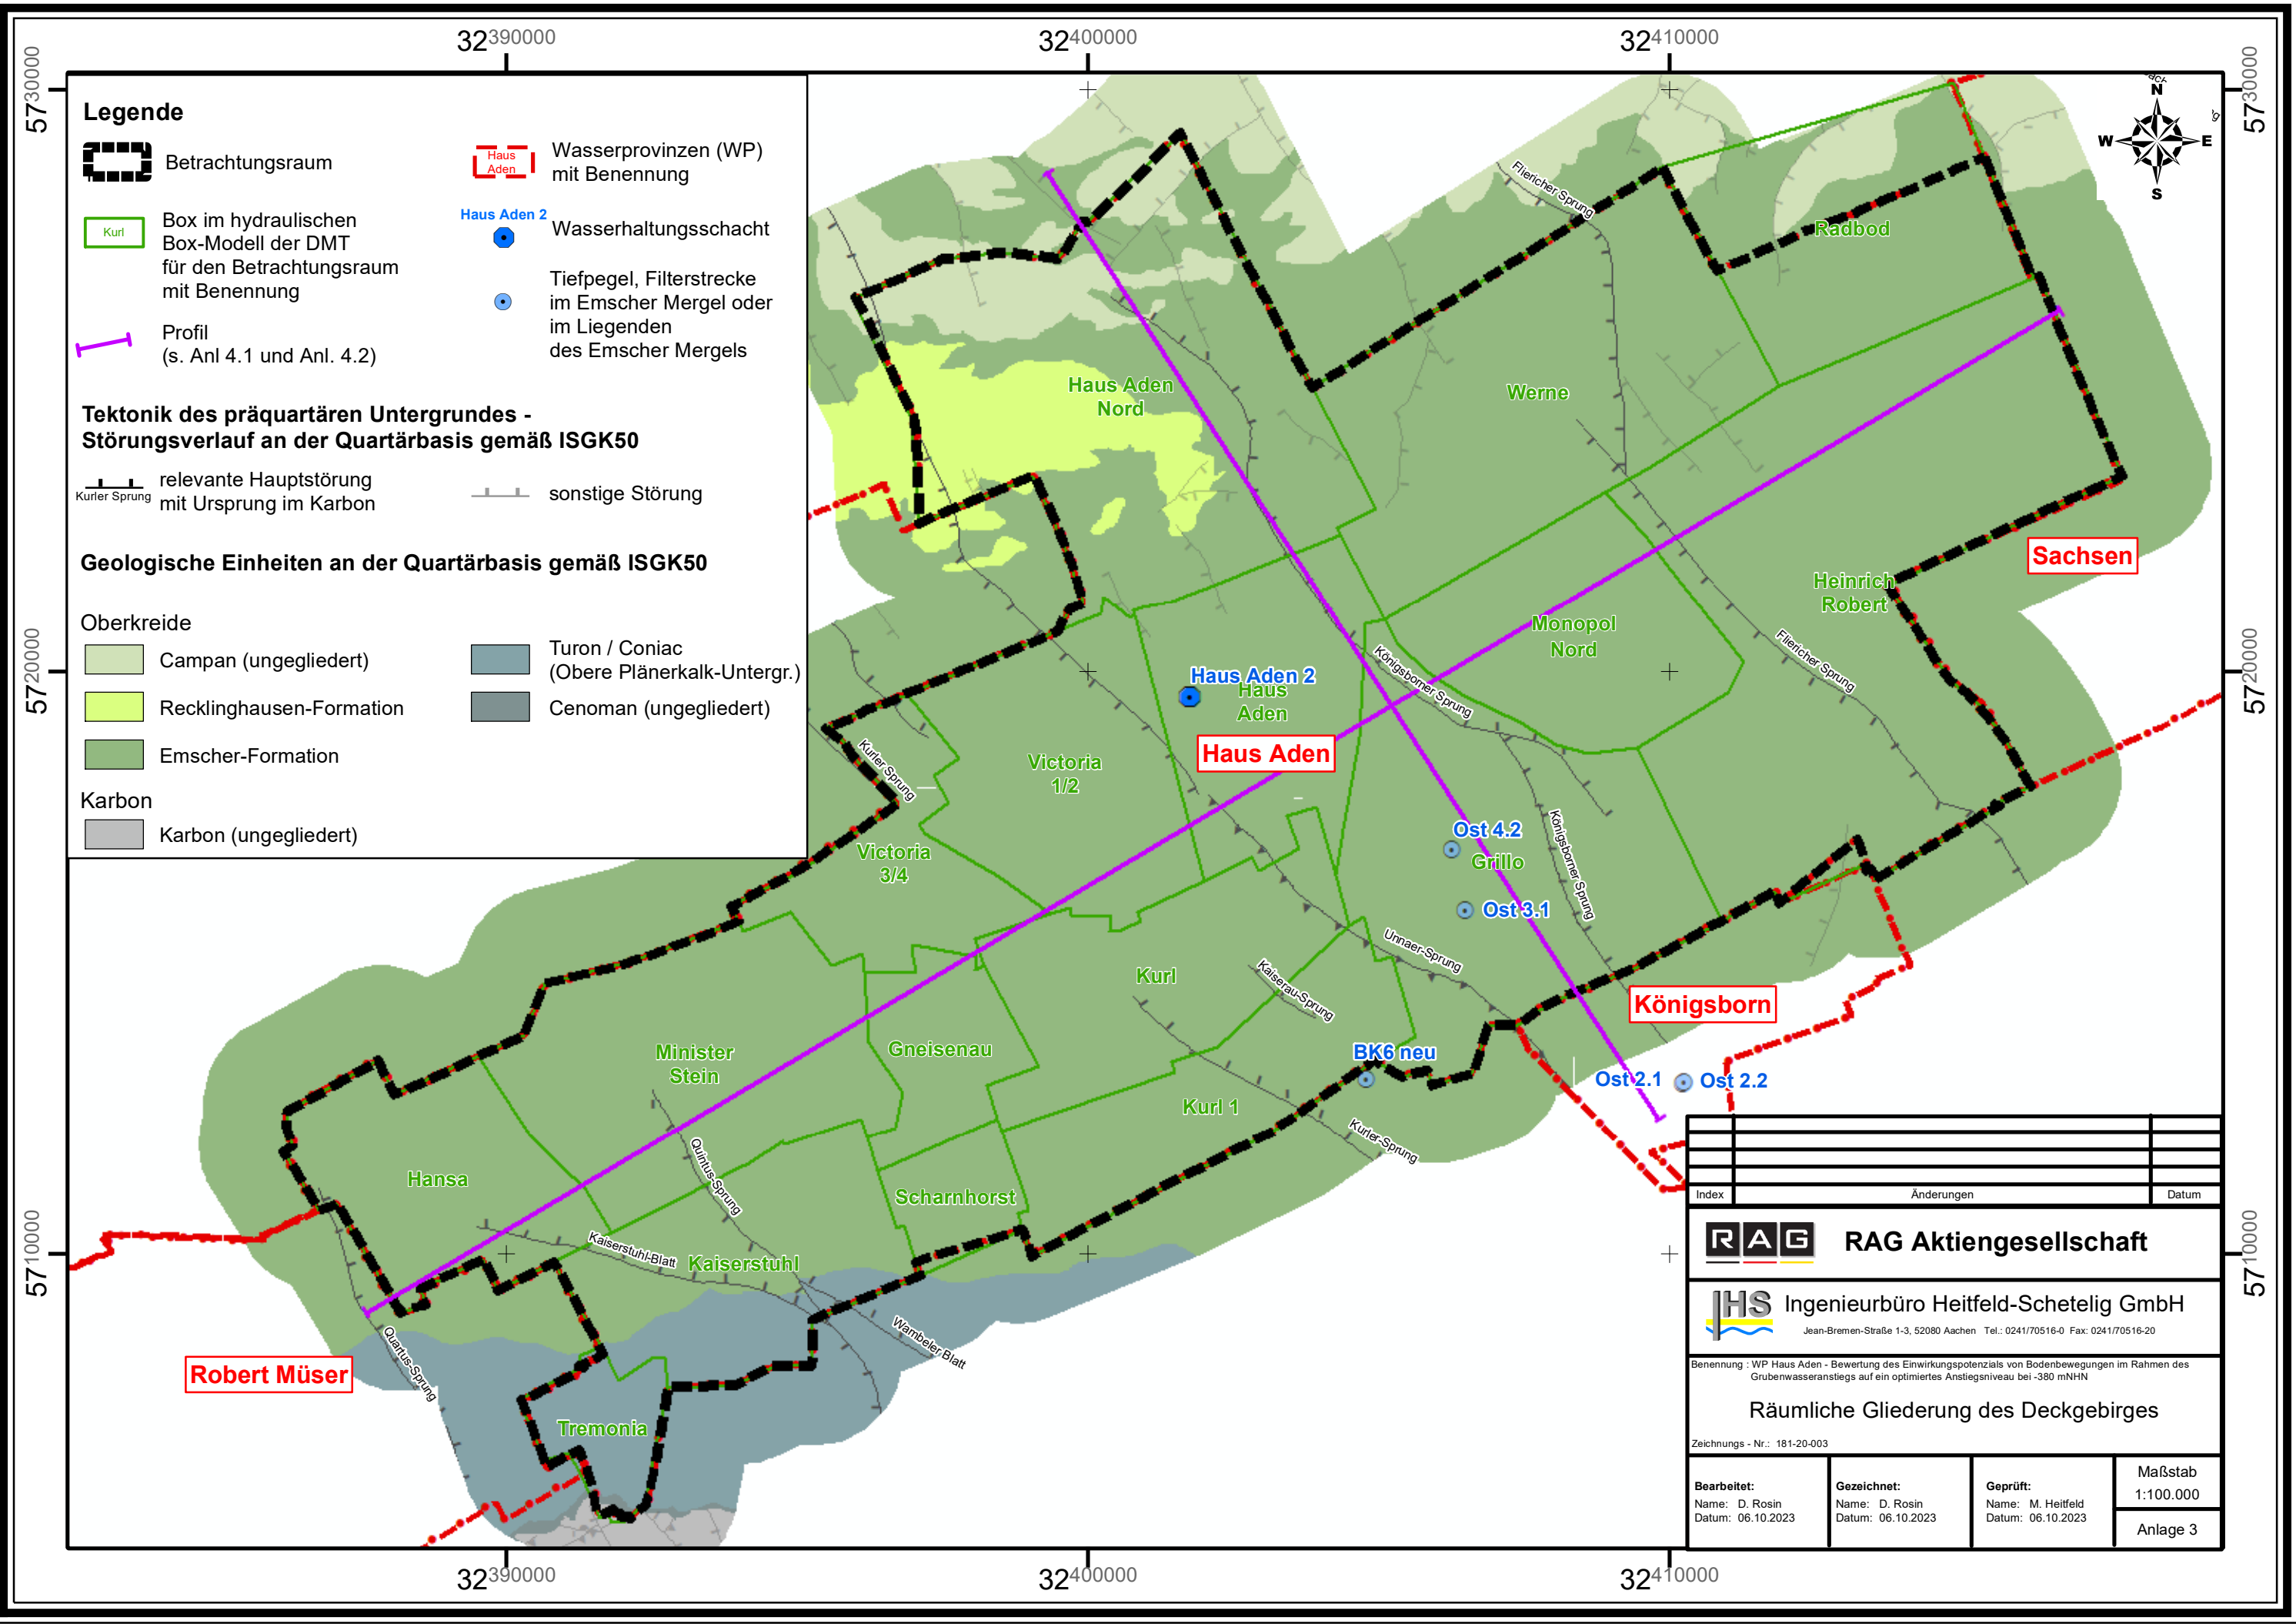 32390000
32400000
32410000
5730000
5730000
5720000
5720000
5710000
5710000
Legende
Betrachtungsraum
Haus
Aden
Wasserprovinzen (WP)
mit Benennung
Kurl
Box im hydraulischen
Box-Modell der DMT
für den Betrachtungsraum
mit Benennung
Haus Aden 2
Wasserhaltungsschacht
Tiefpegel, Filterstrecke
im Emscher Mergel oder
im Liegenden
des Emscher Mergels
Profil
(s. Anl 4.1 und Anl. 4.2)
Tektonik des präquartären Untergrundes -
Störungsverlauf an der Quartärbasis gemäß ISGK50
Kurler Sprung
relevante Hauptstörung
mit Ursprung im Karbon
sonstige Störung
Geologische Einheiten an der Quartärbasis gemäß ISGK50
Oberkreide
Campan (ungegliedert)
Recklinghausen-Formation
Emscher-Formation
Turon / Coniac
(Obere Plänerkalk-Untergr.)
Cenoman (ungegliedert)
Karbon
Karbon (ungegliedert)
N
W
E
S
Fliericher Sprung
Radbod
Haus Aden
Nord
Werne
Sachsen
Heinrich
Robert
Monopol
Nord
Fliericher Sprung
Königsborner Sprung
Haus Aden 2
Haus
Aden
Haus Aden
Victoria
1/2
Kurler Sprung
Victoria
3/4
Ost 4.2
Grillo
Königsborner Sprung
Ost 3.1
Unnaer-Sprung
Kurl
Kaiserau-Sprung
Königsborn
Minister
Stein
Gneisenau
BK6 neu
Ost 2.1
Ost 2.2
Kurl 1
Kurler-Sprung
Hansa
Quintus-Sprung
Scharnhorst
Kaiserstuhl-Blatt
Kaiserstuhl
Wambeler Blatt
Quartus-Sprung
Robert Müser
Tremonia
Index
Änderungen
Datum
RAG
RAG Aktiengesellschaft
IHS
Ingenieurbüro Heitfeld-Schetelig GmbH
Jean-Bremen-Straße 1-3, 52080 Aachen Tel.: 0241/70516-0 Fax: 0241/70516-20
Benennung : WP Haus Aden - Bewertung des Einwirkungspotenzials von Bodenbewegungen im Rahmen des
Grubenwasseranstiegs auf ein optimiertes Anstiegsniveau bei -380 mNHN
Räumliche Gliederung des Deckgebirges
Zeichnungs - Nr.: 181-20-003
Bearbeitet:
Name: D. Rosin
Datum: 06.10.2023
Gezeichnet:
Name: D. Rosin
Datum: 06.10.2023
Geprüft:
Name: M. Heitfeld
Datum: 06.10.2023
Maßstab
1:100.000
Anlage 3
32390000
32400000
32410000